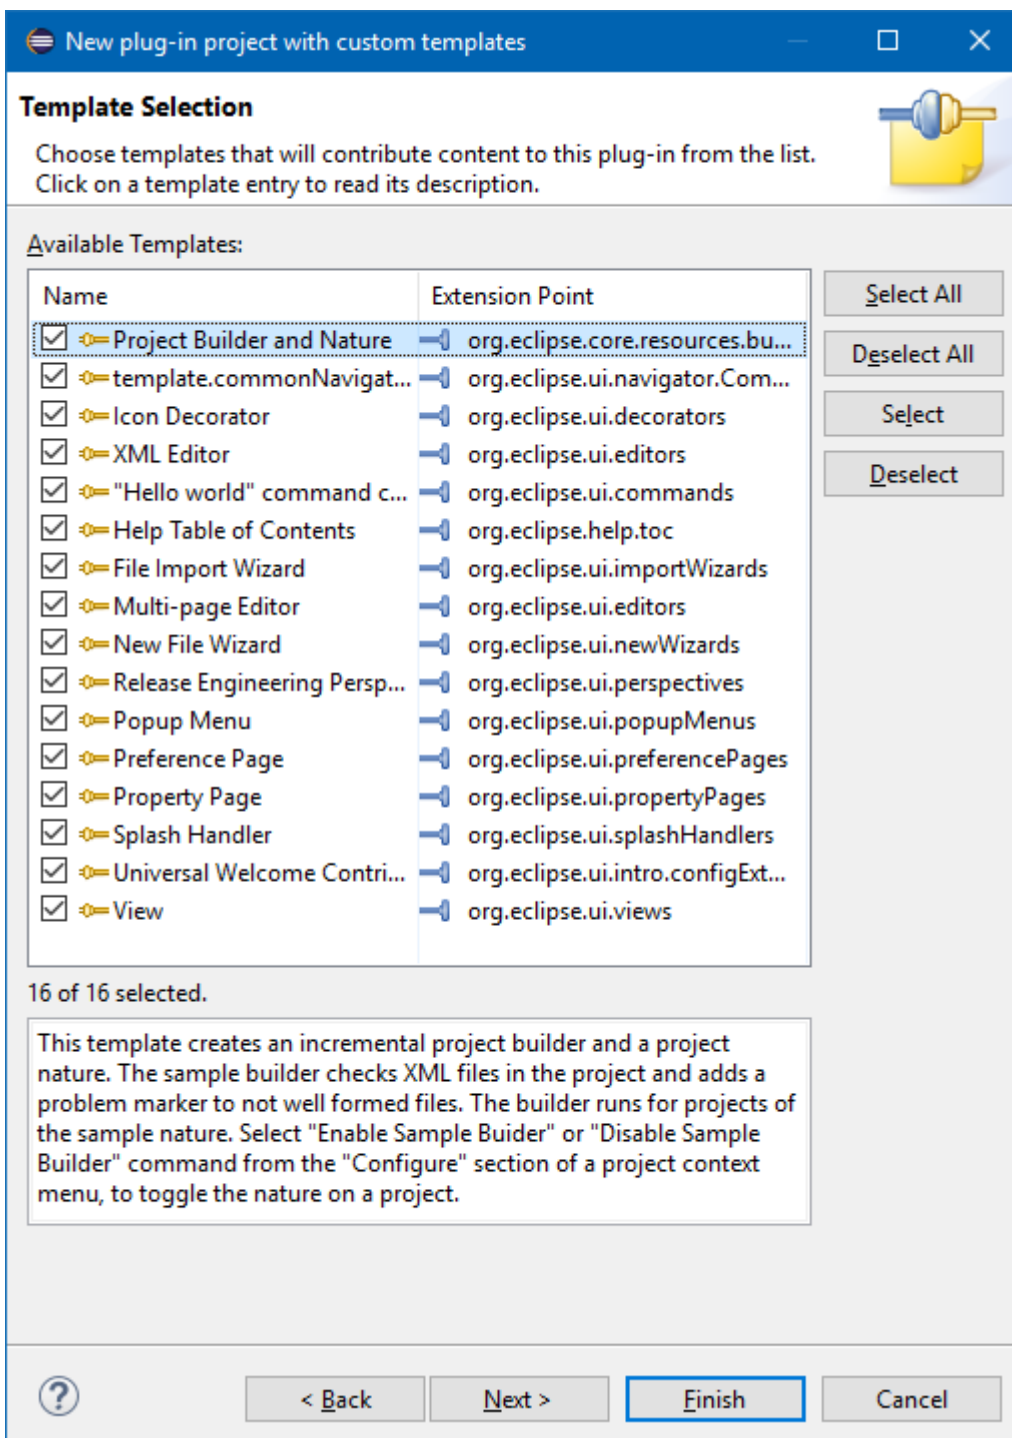 New plug-in project with custom templates
Template Selection
Choose templates that will contribute content to this plug-in from the list.
Click on a template entry to read its description.
Available Templates:
Name Extension Point
Project Builder and Nature org.eclipse.core.resources.bu...
template.commonNavigat... org.eclipse.ui.navigator.Com...
Icon Decorator org.eclipse.ui.decorators
XML Editor org.eclipse.ui.editors
"Hello world" command c... org.eclipse.ui.commands
Help Table of Contents org.eclipse.help.toc
File Import Wizard org.eclipse.ui.importWizards
Multi-page Editor org.eclipse.ui.editors
New File Wizard org.eclipse.ui.newWizards
Release Engineering Persp... org.eclipse.ui.perspectives
Popup Menu org.eclipse.ui.popupMenus
Preference Page org.eclipse.ui.preferencePages
Property Page org.eclipse.ui.propertyPages
Splash Handler org.eclipse.ui.splashHandlers
Universal Welcome Contri... org.eclipse.ui.intro.configExt...
View org.eclipse.ui.views
Select All
Deselect All
Select
Deselect
16 of 16 selected.
This template creates an incremental project builder and a project
nature. The sample builder checks XML files in the project and adds a
problem marker to not well formed files. The builder runs for projects of
the sample nature. Select "Enable Sample Buider" or "Disable Sample
Builder" command from the "Configure" section of a project context
menu, to toggle the nature on a project.
? < Back Next > Finish Cancel